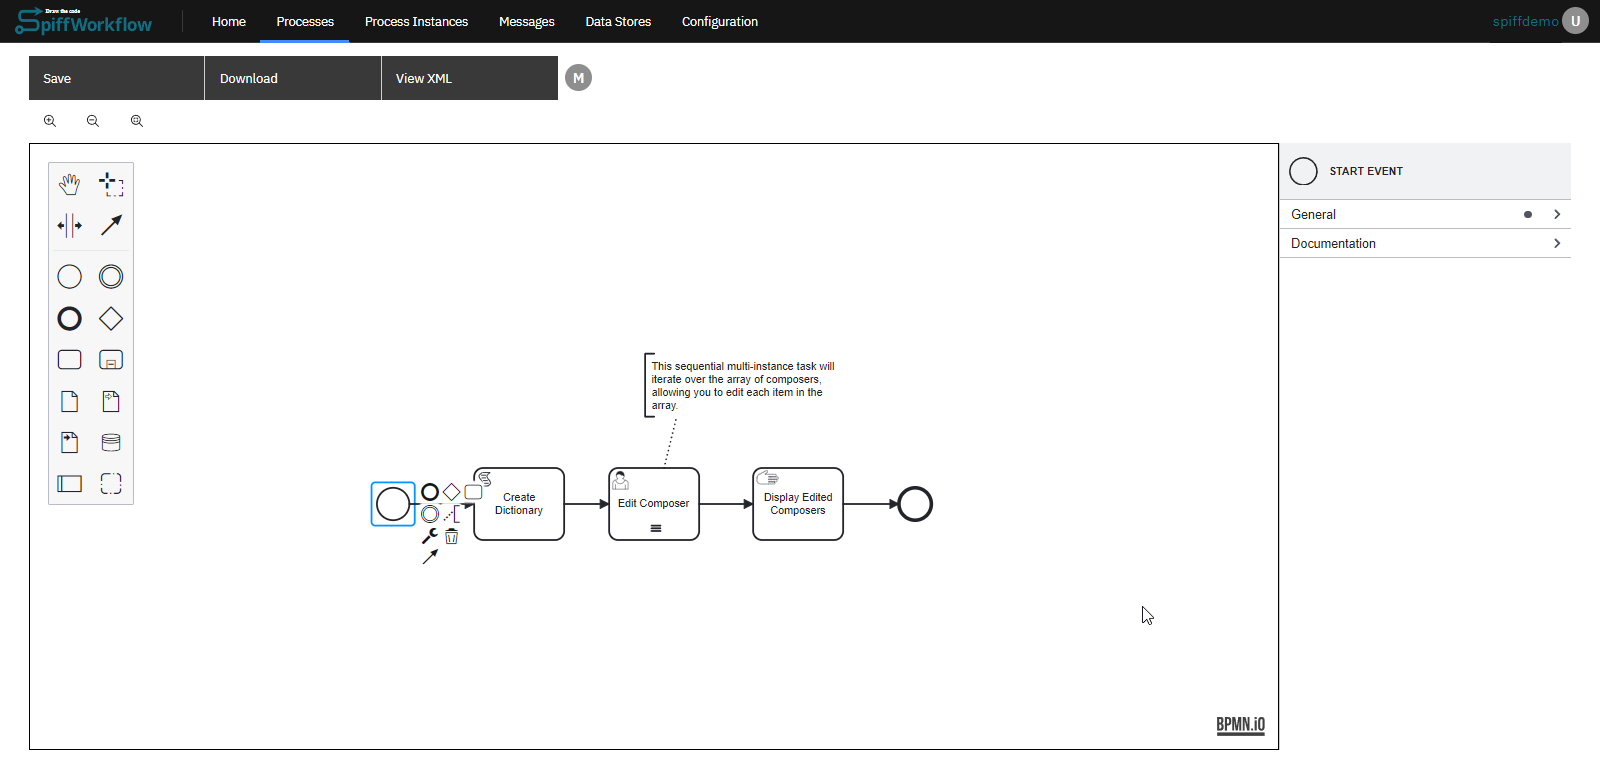 Draw the code
SpiffWorkflow
Home
Processes
Process Instances
Messages
Data Stores
Configuration
spiffdemo
U
Save
Download
View XML
M
START EVENT
General
Documentation
This sequential multi-instance task will
iterate over the array of composers,
allowing you to edit each item in the
array.
Create
Dictionary
Edit Composer
Display Edited
Composers
BPMN.iO